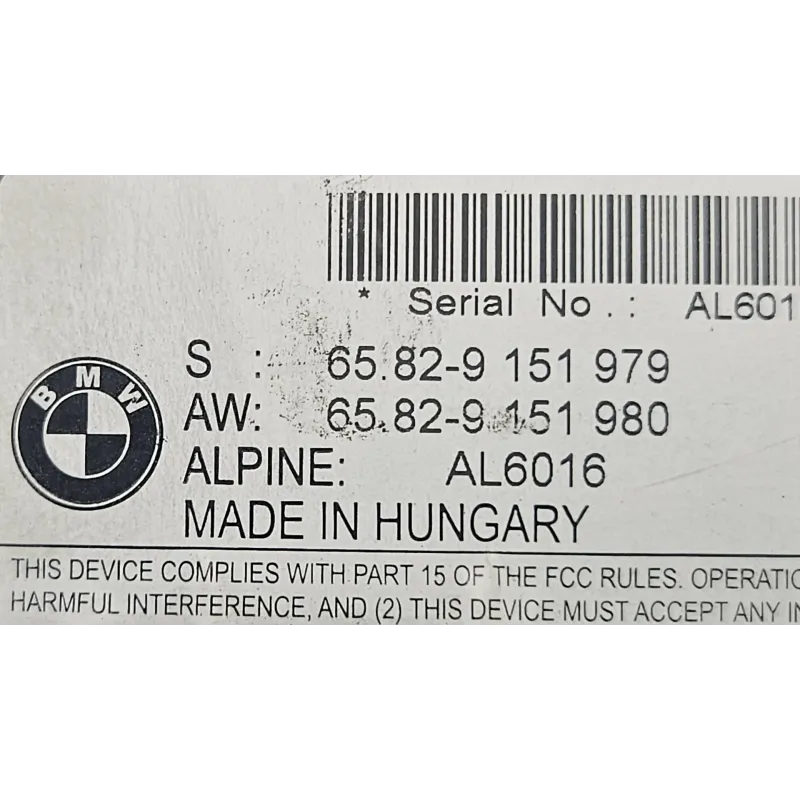 * Serial No.: AL601
S : 65.82-9 151 979
AW: 65.82-9 151 980
BMW
ALPINE: AL6016
MADE IN HUNGARY
THIS DEVICE COMPLIES WITH PART 15 OF THE FCC RULES. OPERATIO
HARMFUL INTERFERENCE, AND (2) THIS DEVICE MUST ACCEPT ANY IN